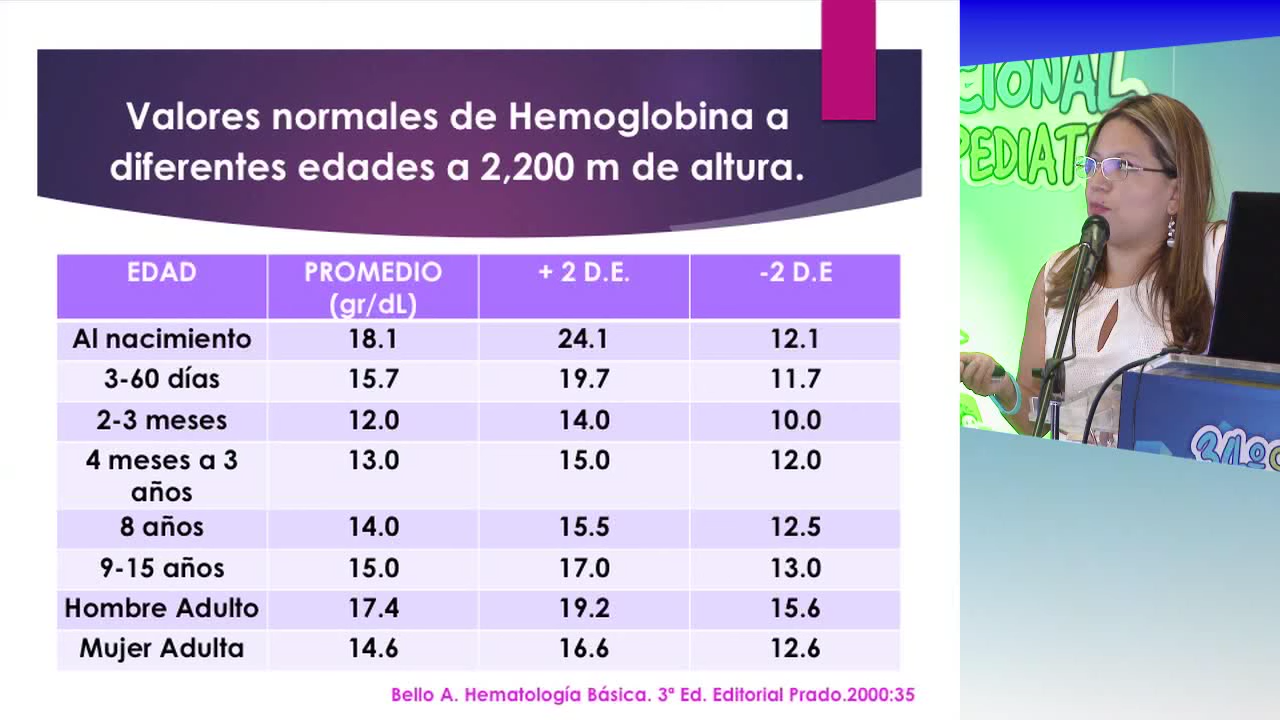 Valores normales de Hemoglobina a
diferentes edades a 2,200 m de altura.
EDAD PROMEDIO (gr/dL) + 2 D.E. -2 D.E
Al nacimiento 18.1 24.1 12.1
3-60 días 15.7 19.7 11.7
2-3 meses 12.0 14.0 10.0
4 meses a 3 años 13.0 15.0 12.0
8 años 14.0 15.5 12.5
9-15 años 15.0 17.0 13.0
Hombre Adulto 17.4 19.2 15.6
Mujer Adulta 14.6 16.6 12.6
Bello A. Hematología Básica. 3ª Ed. Editorial Prado.2000:35
CIONAL
PEDIAT
34º